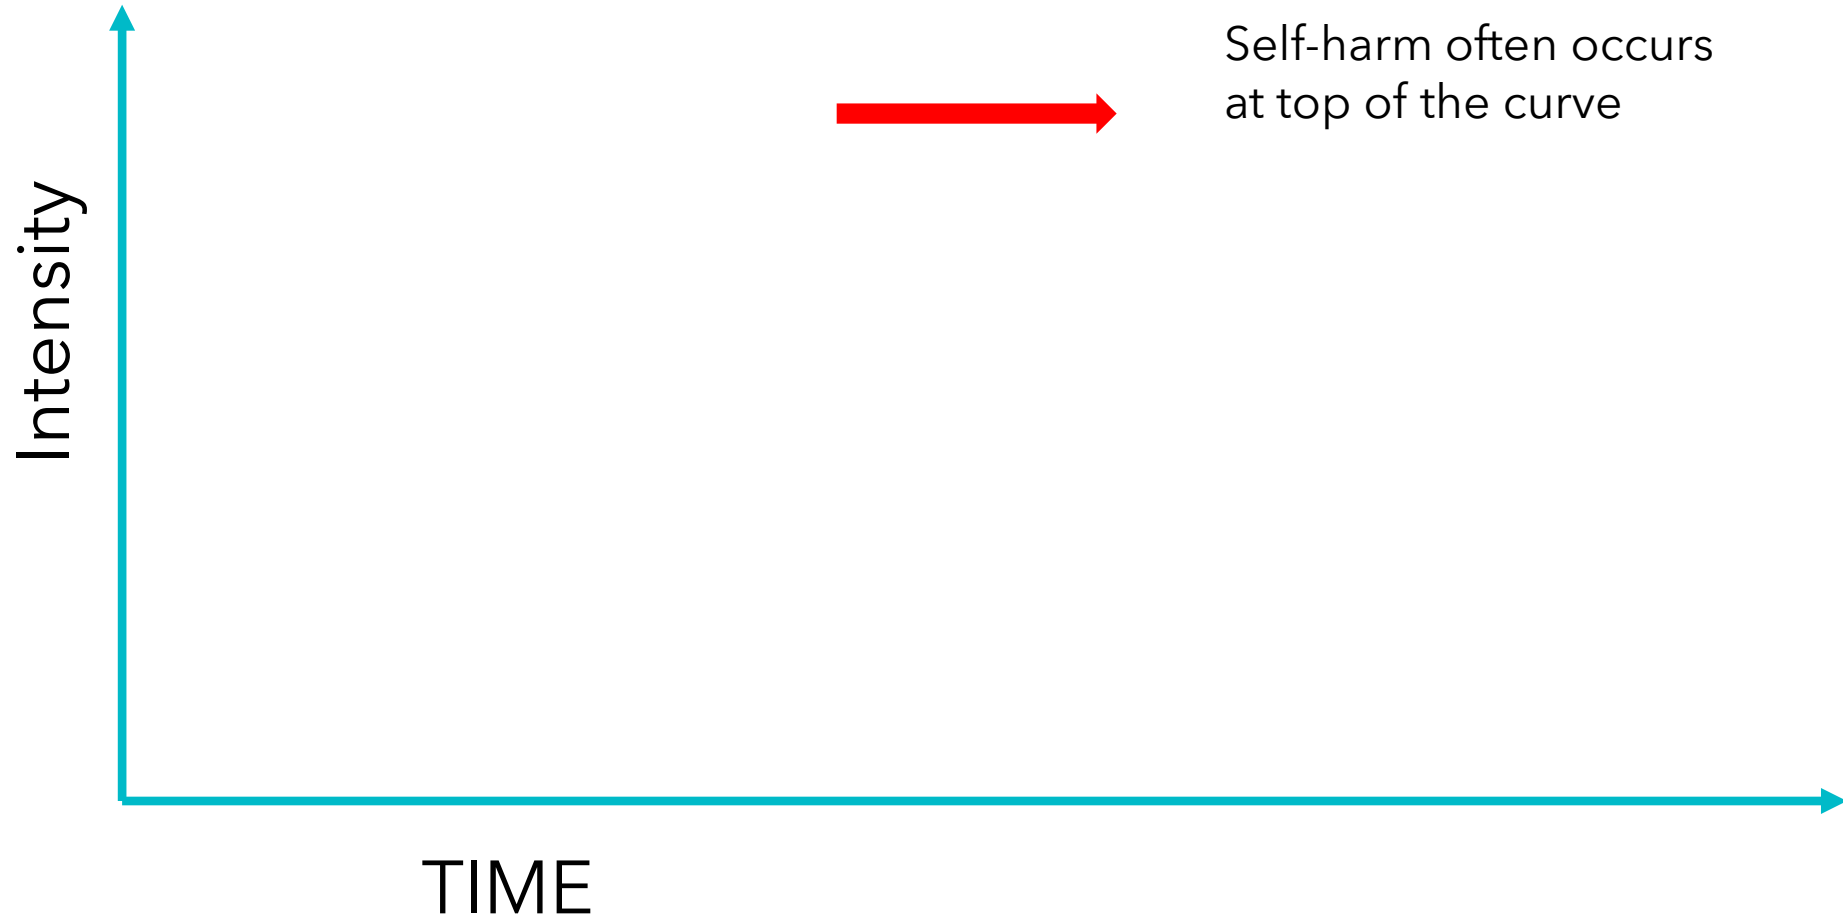 Self-harm often occurs
at top of the curve
Intensity
TIME